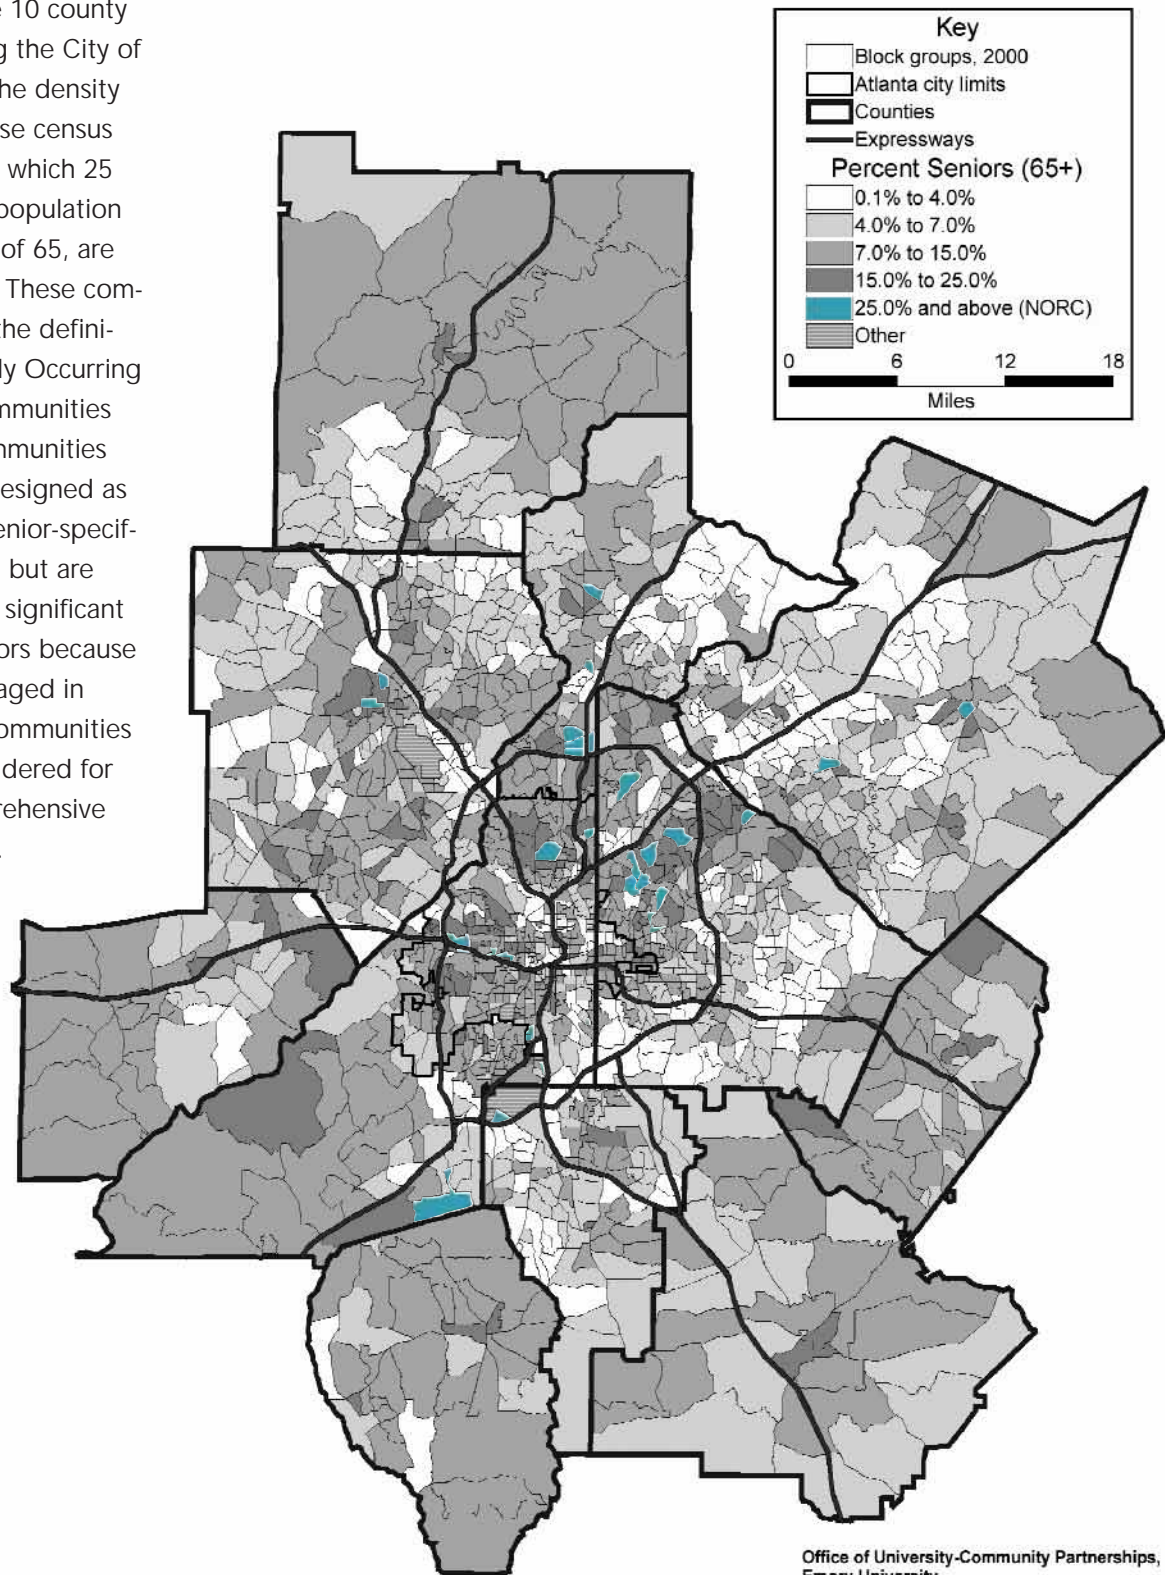 10 county
the City of
he density
se census
which 25
population
of 65, are
These com-
the defini-
ly Occurring
mmunities
mmunities
esigned as
enior-specif-
but are
significant
ors because
aged in
ommunities
dered for
rehensive
Key
Block groups, 2000
Atlanta city limits
Counties
Expressways
Percent Seniors (65+)
0.1% to 4.0%
4.0% to 7.0%
7.0% to 15.0%
15.0% to 25.0%
25.0% and above (NORC)
Other
0 6 12 18
Miles
Office of University-Community Partnerships,
Emory University